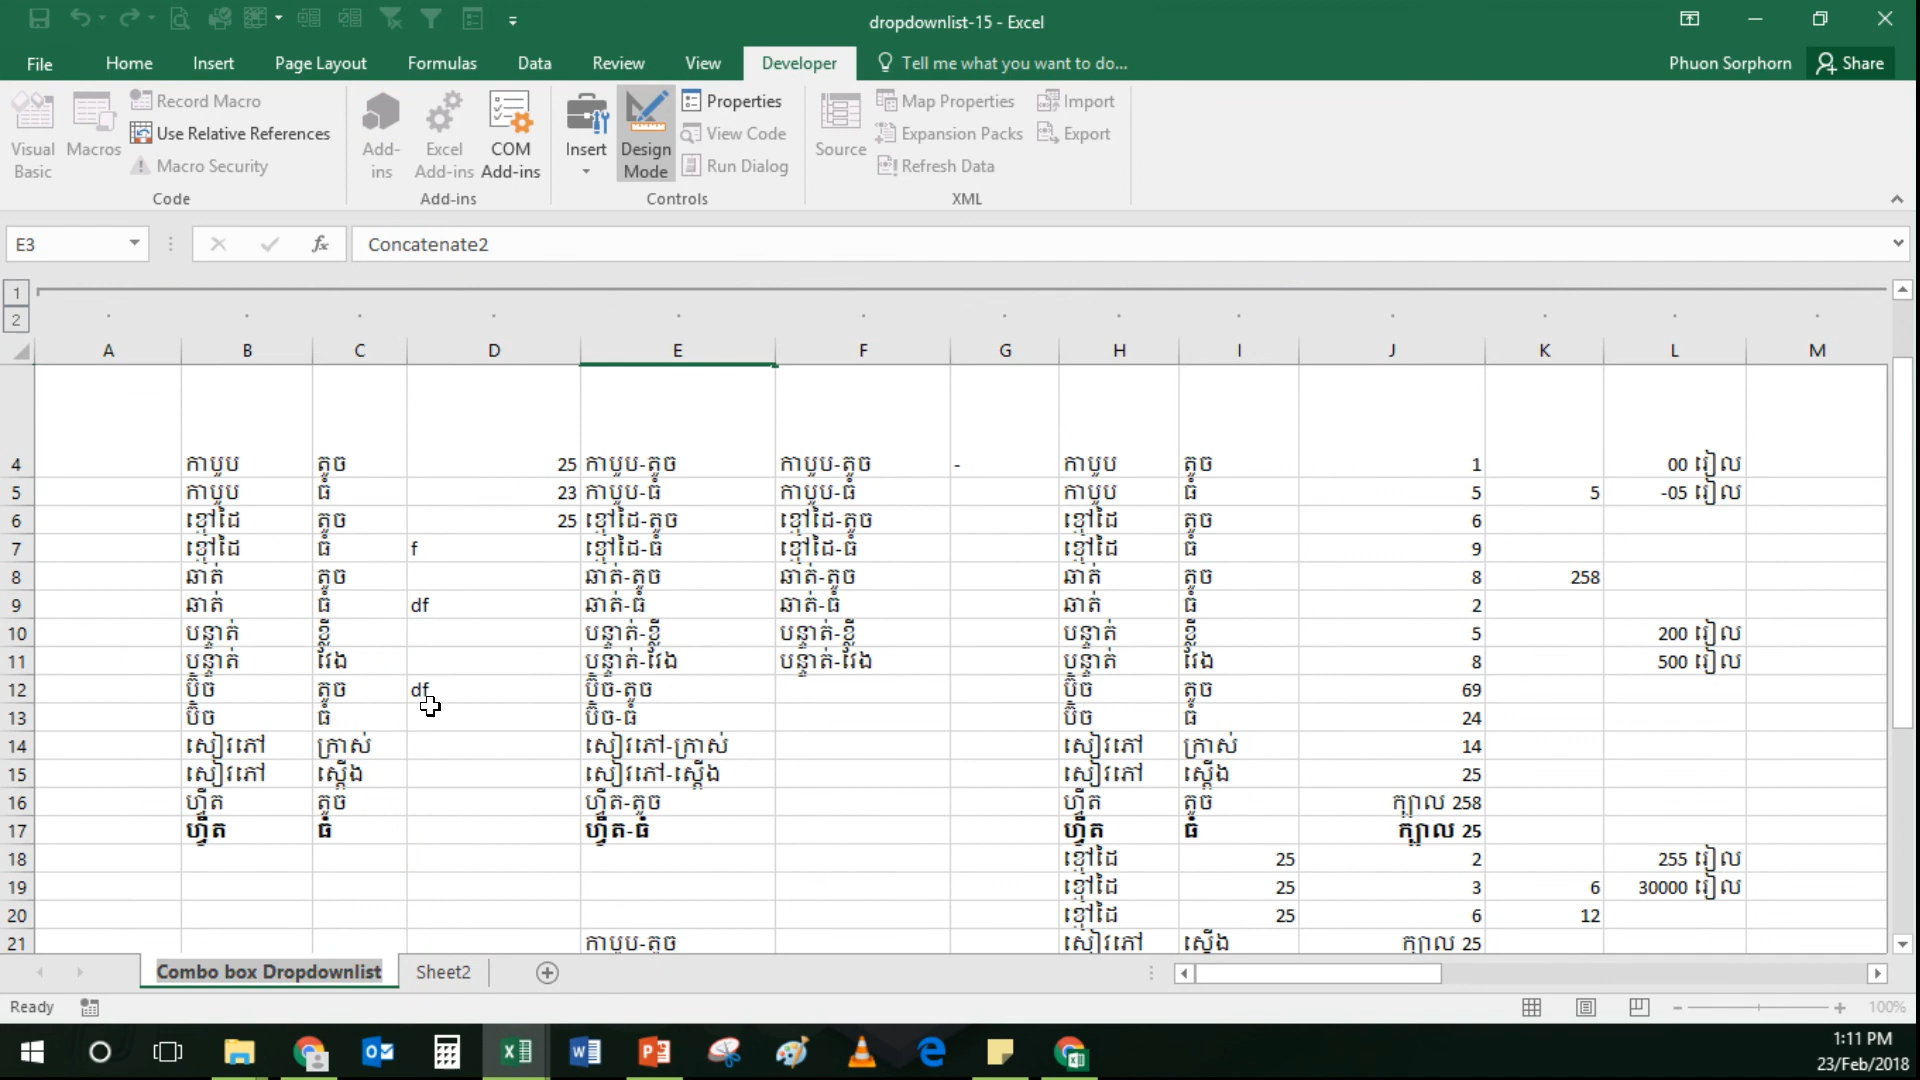 dropdownlist-15 - Excel
File Home Insert Page Layout Formulas Data Review View Developer Tell me what you want to do... Phuon Sorphorn Share
Visual Basic
Macros
Record Macro
Use Relative References
Macro Security
Code
Add-ins
Excel Add-ins
COM Add-ins
Add-ins
Insert
Design Mode
Properties
View Code
Run Dialog
Controls
Source
Map Properties
Expansion Packs
Refresh Data
Import
Export
XML
E3 fx Concatenate2
1
2
A B C D E F G H I J K L M
4 កាបូប តូច 25 កាបូប-តូច កាបូប-តូច - កាបូប តូច 1 00 រៀល
5 កាបូប ធំ 23 កាបូប-ធំ កាបូប-ធំ កាបូប ធំ 5 5 -05 រៀល
6 ខ្មៅដៃ តូច 25 ខ្មៅដៃ-តូច ខ្មៅដៃ-តូច ខ្មៅដៃ តូច 6
7 ខ្មៅដៃ ធំ f ខ្មៅដៃ-ធំ ខ្មៅដៃ-ធំ ខ្មៅដៃ ធំ 9
8 ឆាត់ តូច ឆាត់-តូច ឆាត់-តូច ឆាត់ តូច 8 258
9 ឆាត់ ធំ df ឆាត់-ធំ ឆាត់-ធំ ឆាត់ ធំ 2
10 បន្ទាត់ ខ្លី បន្ទាត់-ខ្លី បន្ទាត់-ខ្លី បន្ទាត់ ខ្លី 5 200 រៀល
11 បន្ទាត់ វែង បន្ទាត់-វែង បន្ទាត់-វែង បន្ទាត់ វែង 8 500 រៀល
12 ប៊ិច តូច df ប៊ិច-តូច ប៊ិច តូច 69
13 ប៊ិច ធំ ប៊ិច-ធំ ប៊ិច ធំ 24
14 សៀវភៅ ក្រាស់ សៀវភៅ-ក្រាស់ សៀវភៅ ក្រាស់ 14
15 សៀវភៅ ស្តើង សៀវភៅ-ស្តើង សៀវភៅ ស្តើង 25
16 ហ្វឺត តូច ហ្វឺត-តូច ហ្វឺត តូច ក្បាល 258
17 ហ្វឺត ធំ ហ្វឺត-ធំ ហ្វឺត ធំ ក្បាល 25
18 ខ្មៅដៃ 25 2 255 រៀល
19 ខ្មៅដៃ 25 3 6 30000 រៀល
20 ខ្មៅដៃ 25 6 12
21 កាបូប-តូច សៀវភៅ ស្តើង ក្បាល 25
Combo box Dropdownlist Sheet2
Ready 100%
1:11 PM
23/Feb/2018